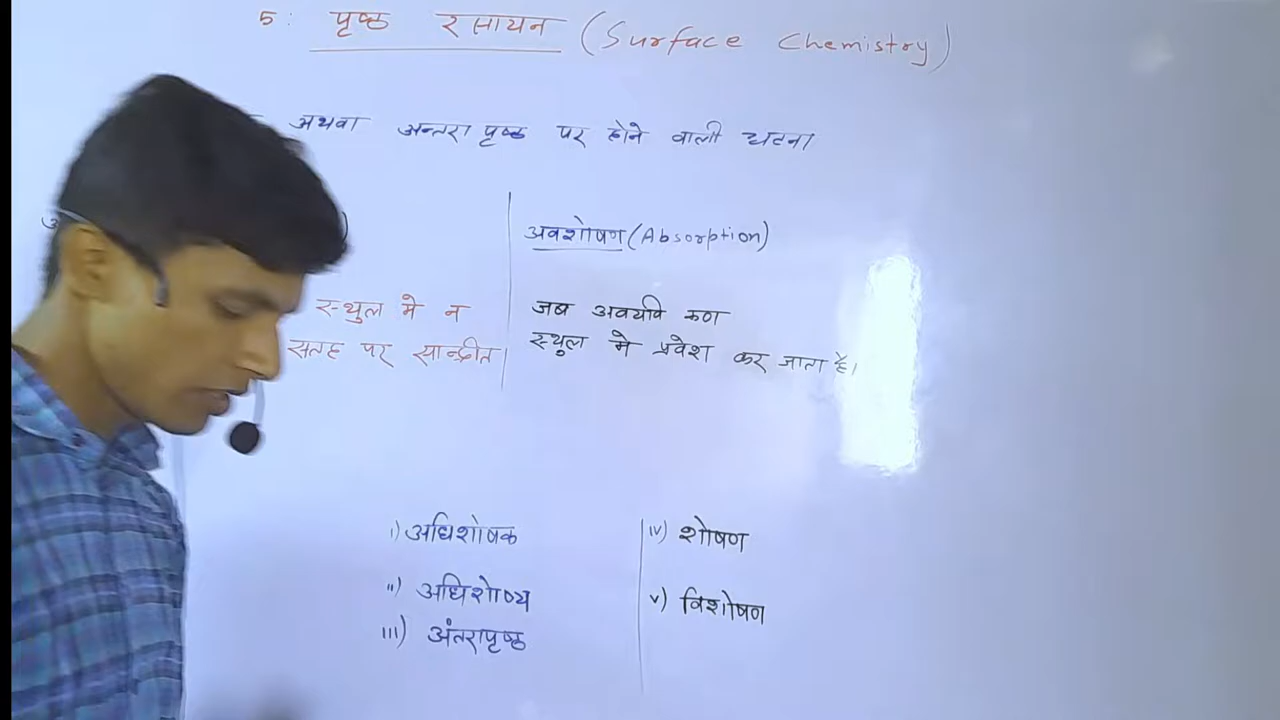 5: पृष्ठ रसायन (Surface Chemistry)
अथवा अन्तरापृष्ठ पर होने वाली घटना
अवशोषण (Absorption)
स्थुल मे न
सतह पर सान्द्रीत
जब अवयवि कण
स्थुल मे प्रवेश कर जाता है।
i) अधिशोषक
ii) अधिशोष्य
iii) अंतरापृष्ठ
iv) शोषण
v) विशोषण